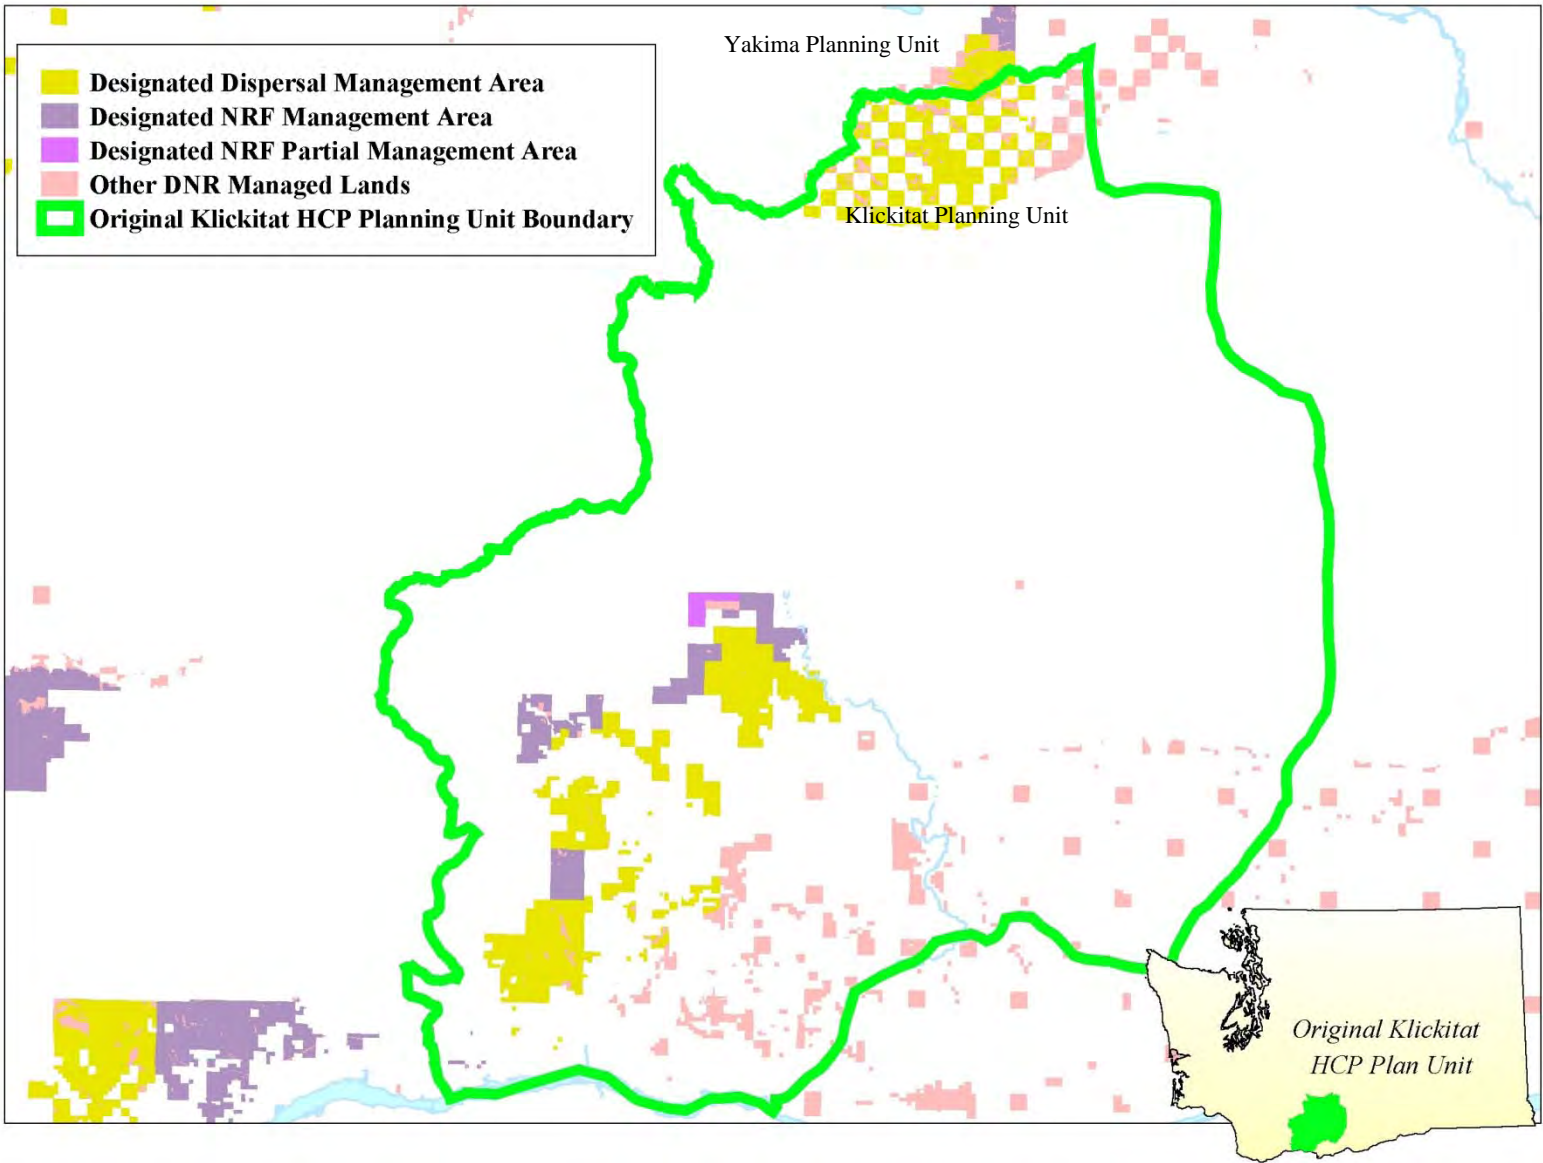 Yakima Planning Unit
Designated Dispersal Management Area
Designated NRF Management Area
Designated NRF Partial Management Area
Other DNR Managed Lands
Original Klickitat HCP Planning Unit Boundary
Klickitat Planning Unit
Original Klickitat
HCP Plan Unit